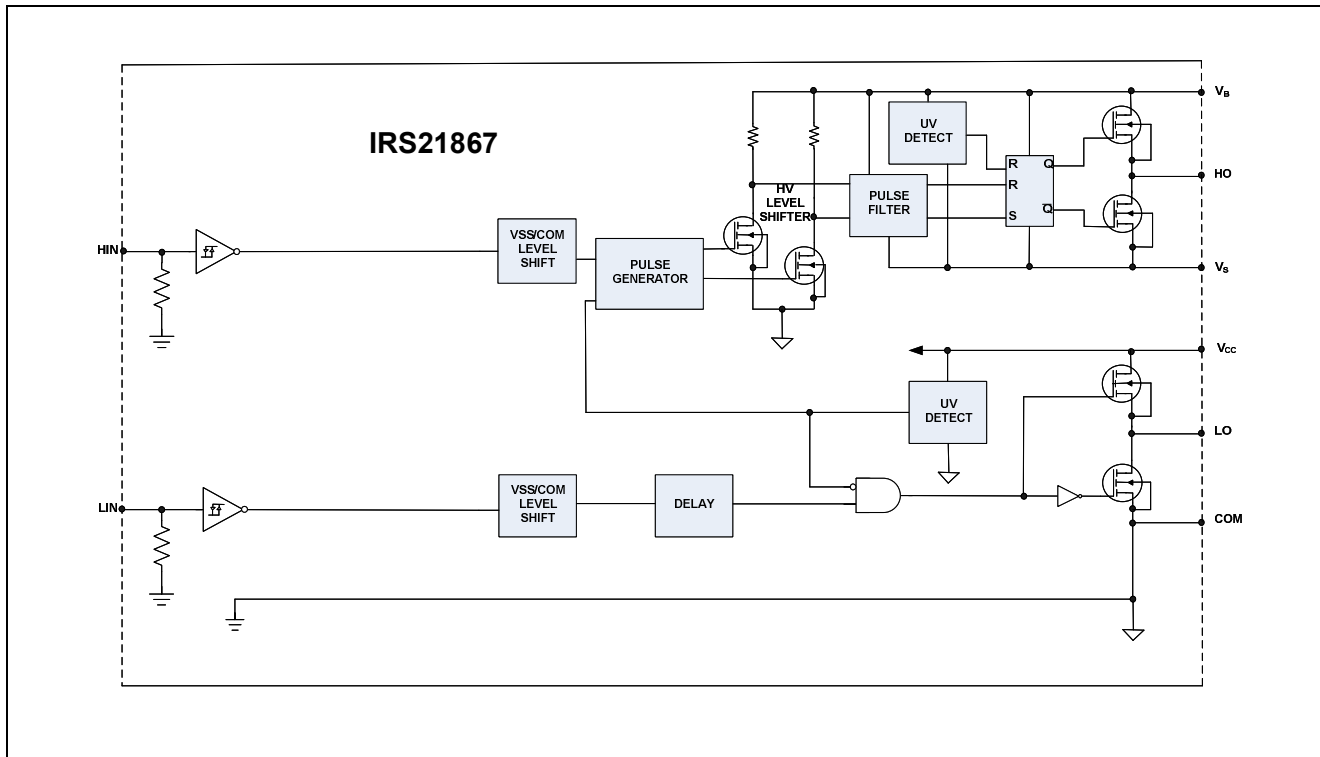 IRS21867
VB
UV
DETECT
R
Q
HO
R
HV
LEVEL
SHIFTER
PULSE
FILTER
S
Q̅
HIN
VSS/COM
LEVEL
SHIFT
PULSE
GENERATOR
VS
VCC
UV
DETECT
LO
LIN
VSS/COM
LEVEL
SHIFT
DELAY
COM